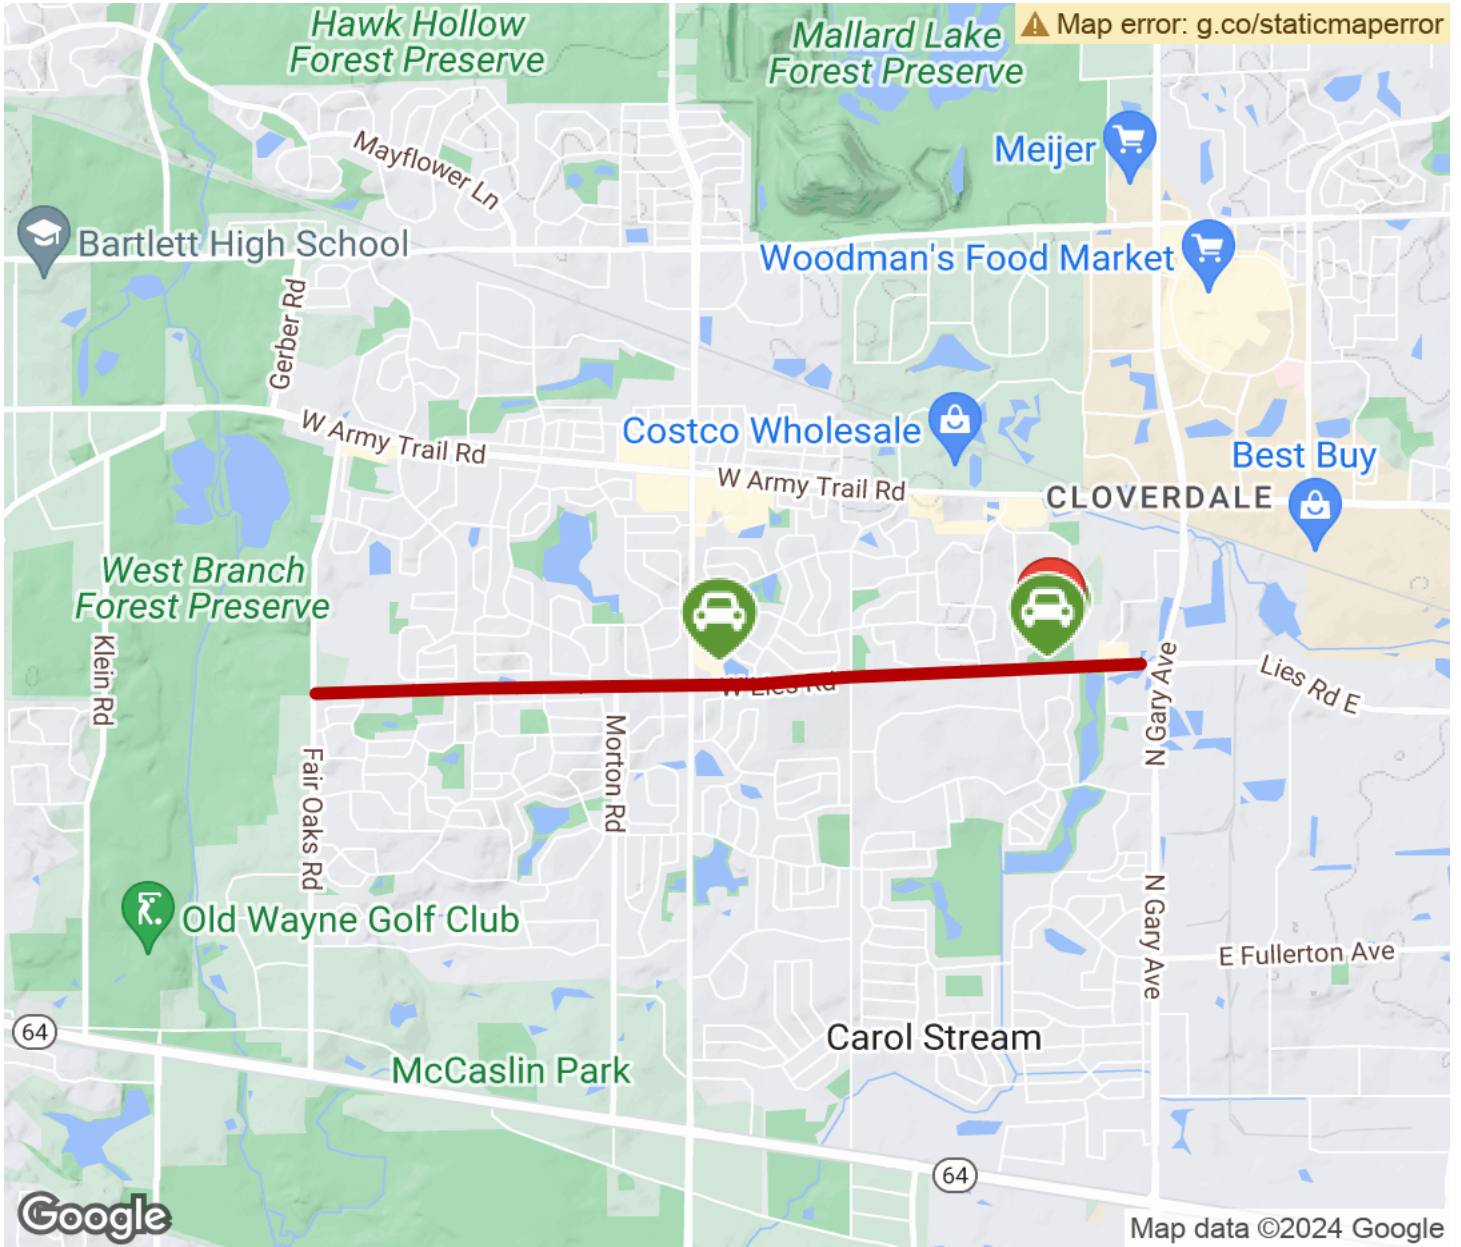 Hawk Hollow
Forest Preserve
Mallard Lake
Forest Preserve
Map error: g.co/staticmaperror
Mayflower Ln
Meijer
Bartlett High School
Woodman's Food Market
Gerber Rd
W Army Trail Rd
Costco Wholesale
W Army Trail Rd
Best Buy
CLOVERDALE
West Branch
Forest Preserve
Klein Rd
W Lies Rd
N Gary Ave
Lies Rd E
Fair Oaks Rd
Morton Rd
Old Wayne Golf Club
N Gary Ave
E Fullerton Ave
64
Carol Stream
McCaslin Park
64
Google
Map data ©2024 Google